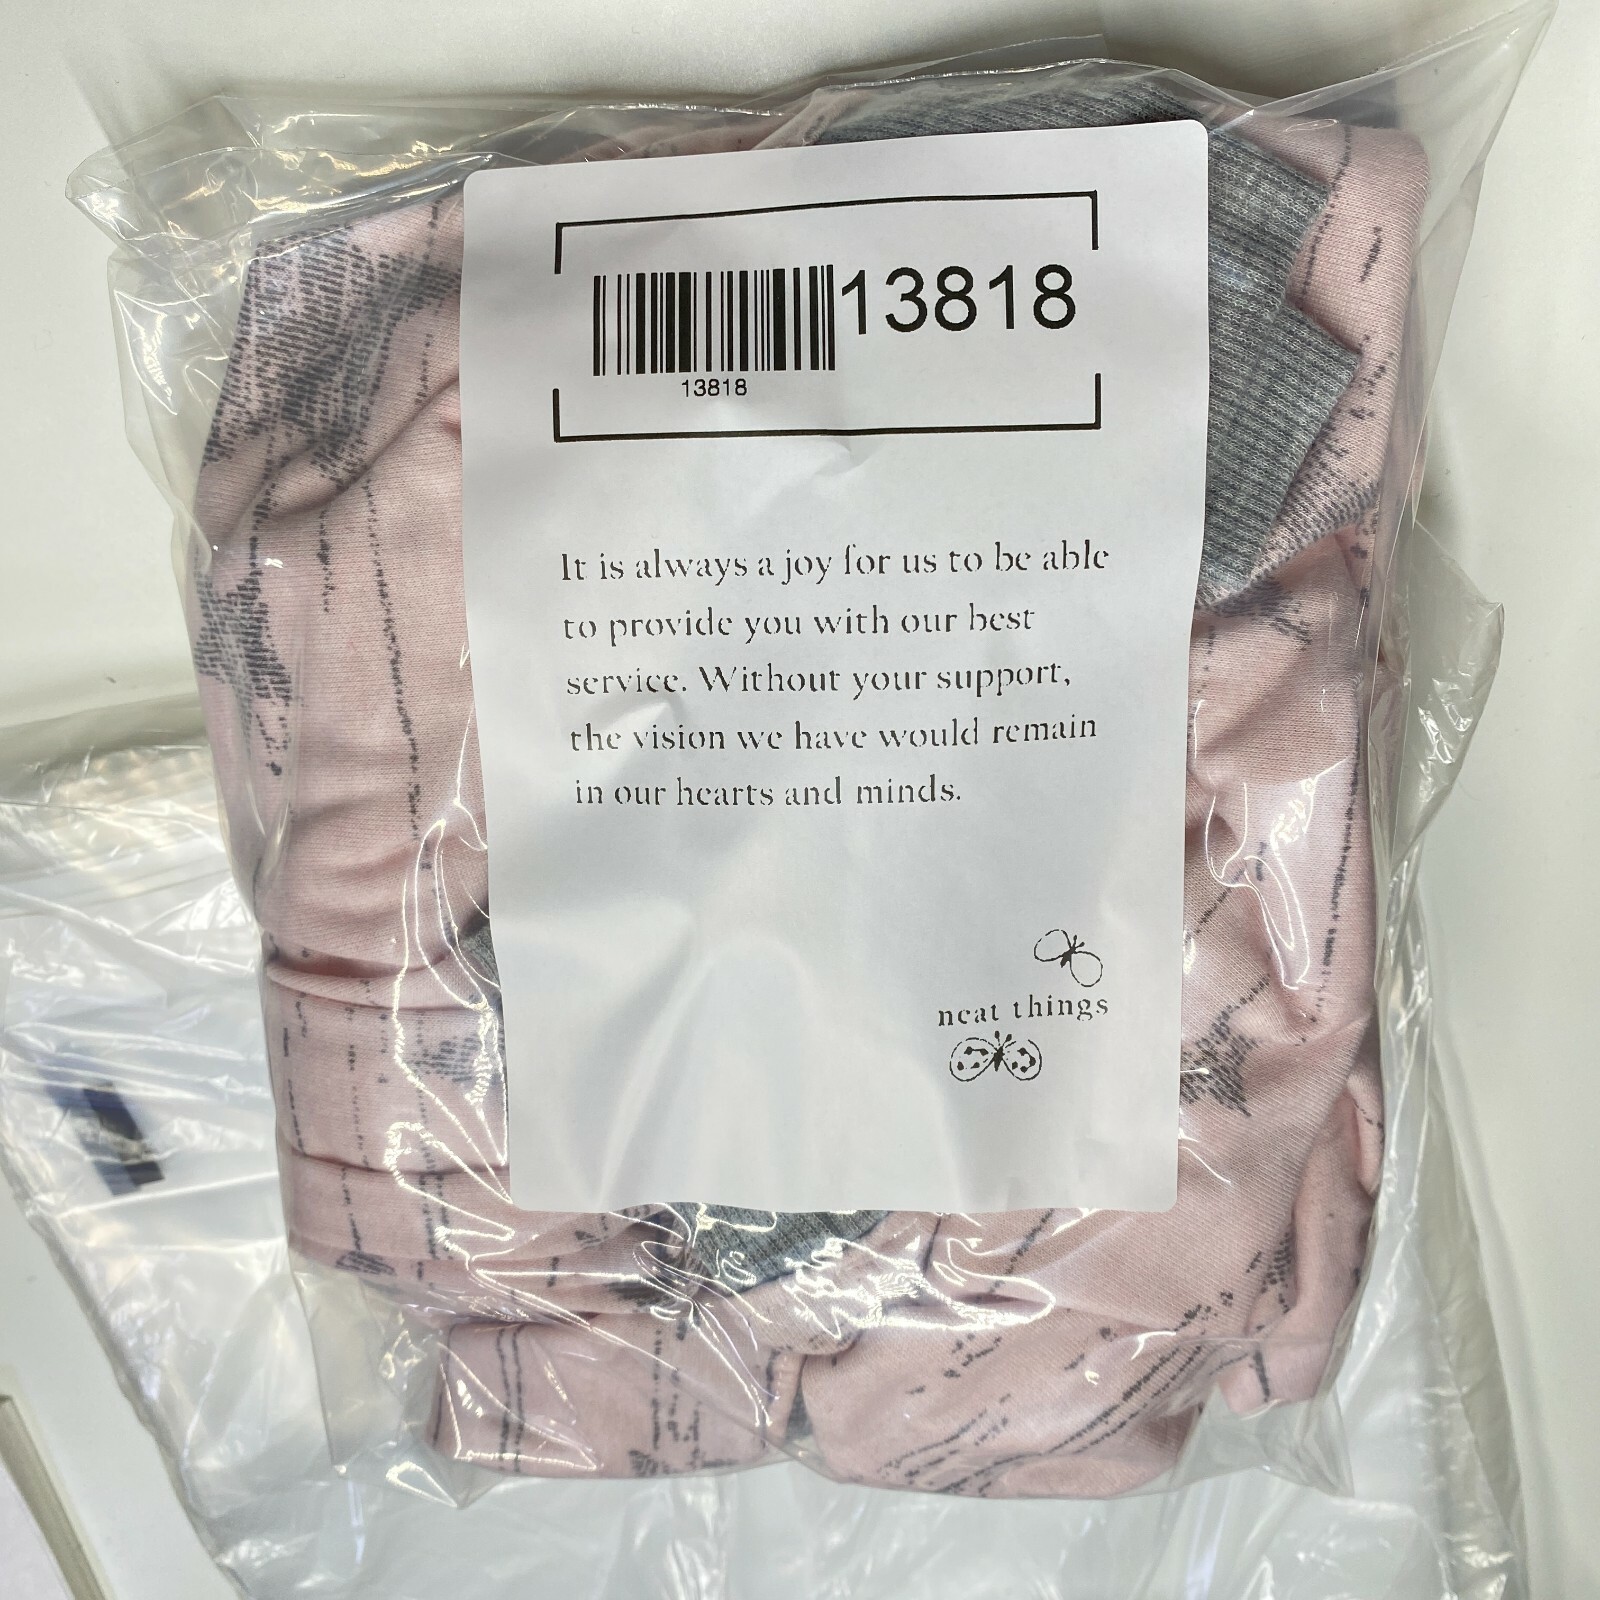 13818
13818
It is always a joy for us to be able
to provide you with our best
service. Without your support,
the vision we have would remain
in our hearts and minds.
neat things